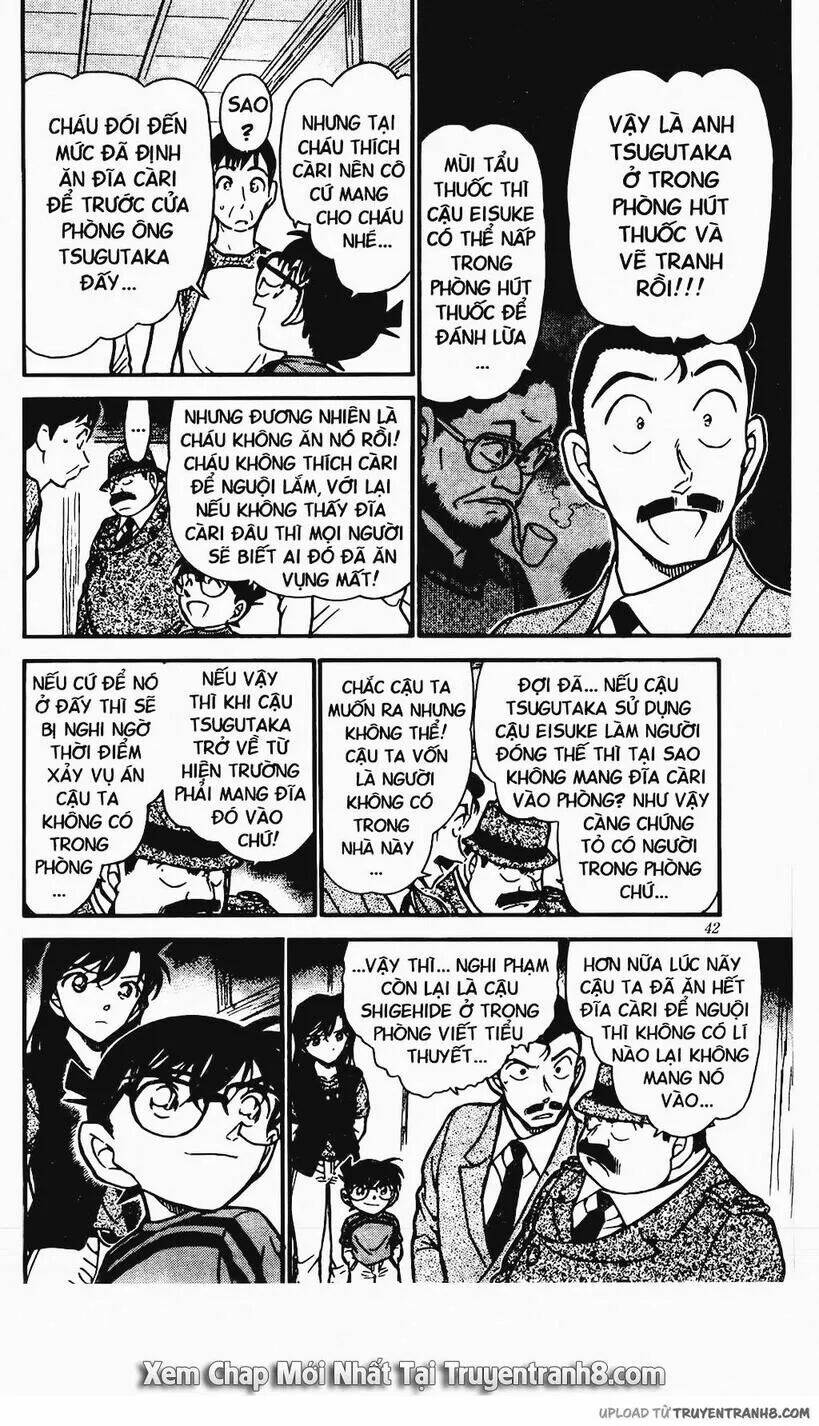 VẬY LÀ ANH
TSUGUTAKA
Ở TRONG
PHÒNG HÚT
THUỐC VÀ
VẼ TRANH
RỒI!!!
MÙI TẨU
THUỐC THÌ
CẬU EISUKE
CÓ THỂ NẤP
TRONG
PHÒNG HÚT
THUỐC ĐỂ
ĐÁNH LỪA
...
NHƯNG TẠI
CHÁU THÍCH
CÀRI NÊN CÔ
CỨ MANG
CHO CHÁU
NHÉ...
SAO
?
CHÁU ĐÓI ĐẾN
MỨC ĐÃ ĐỊNH
ĂN ĐĨA CÀRI
ĐỂ TRƯỚC CỬA
PHÒNG ÔNG
TSUGUTAKA
ĐẤY...
NHƯNG ĐƯƠNG NHIÊN LÀ
CHÁU KHÔNG ĂN NÓ RỒI!
CHÁU KHÔNG THÍCH CÀRI
ĐỂ NGUỘI LẮM, VỚI LẠI
NẾU KHÔNG THẤY ĐĨA
CÀRI ĐÂU THÌ MỌI NGƯỜI
SẼ BIẾT AI ĐÓ ĐÃ ĂN
VỤNG MẤT!
...
ĐỢI ĐÃ... NẾU CẬU
TSUGUTAKA SỬ DỤNG
CẬU EISUKE LÀM NGƯỜI
ĐÓNG THẾ THÌ TẠI SAO
KHÔNG MANG ĐĨA CÀRI
VÀO PHÒNG? NHƯ VẬY
CÀNG CHỨNG
TỎ CÓ NGƯỜI
TRONG PHÒNG
CHỨ...
CHẮC CẬU TA
MUỐN RA NHƯNG
KHÔNG THỂ!
CẬU TA VỐN
LÀ NGƯỜI
KHÔNG CÓ
TRONG
NHÀ NÀY
...
NẾU VẬY
THÌ KHI CẬU
TSUGUTAKA
TRỞ VỀ TỪ
HIỆN TRƯỜNG
PHẢI MANG ĐĨA
ĐÓ VÀO
CHỨ!
NẾU CỨ ĐỂ NÓ
Ở ĐẤY THÌ SẼ
BỊ NGHI NGỜ
THỜI ĐIỂM
XẢY VỤ ÁN
CẬU TA
KHÔNG CÓ
TRONG
PHÒNG
...
42
HƠN NỮA LÚC NÃY
CẬU TA ĐÃ ĂN HẾT
ĐĨA CÀRI ĐỂ NGUỘI
THÌ KHÔNG CÓ LÍ
NÀO LẠI KHÔNG
MANG NÓ
VÀO...
...VẬY THÌ... NGHI PHẠM
CÒN LẠI LÀ CẬU
SHIGEHIDE Ở TRONG
PHÒNG VIẾT TIỂU
THUYẾT...
Xem Chap Mới Nhất Tại Truyentranh8.com
UPLOAD TỪ TRUYENTRANH8.COM